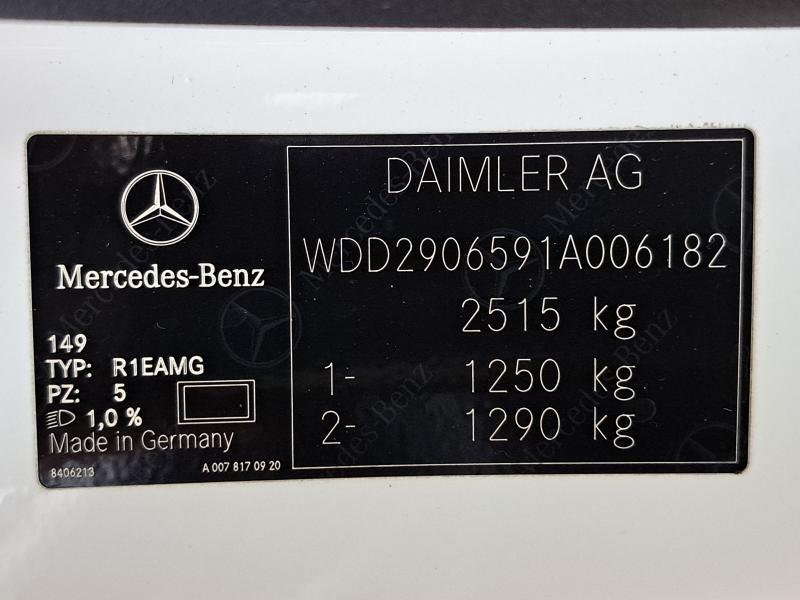 Mercedes-Benz
149
TYP: R1EAMG
PZ: 5
1,0 %
Made in Germany
8406213
A 007 817 09 20
DAIMLER AG
WDD2906591A006182
2515 kg
1- 1250 kg
2- 1290 kg